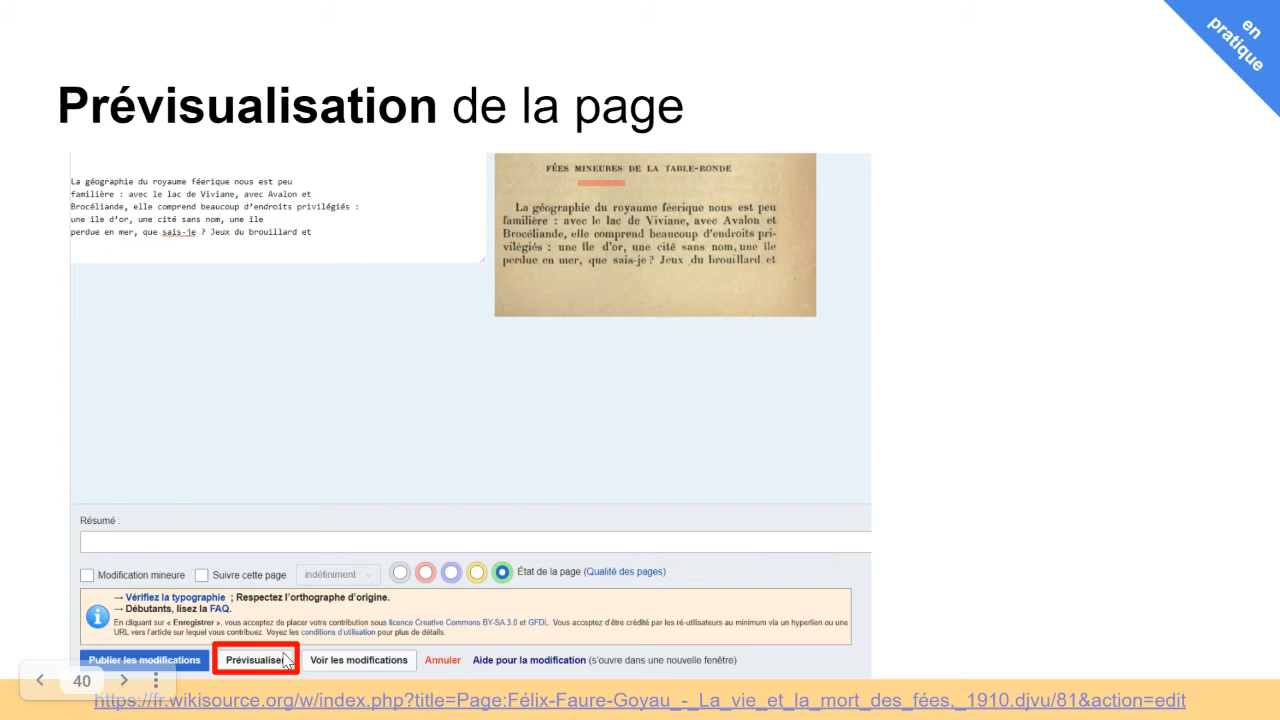 en
pratique
Prévisualisation de la page
La géographie du royaume féerique nous est peu
familière : avec le lac de Viviane, avec Avalon et
Brocéliande, elle comprend beaucoup d’endroits privilégiés :
une île d’or, une cité sans nom, une île
perdue en mer, que sais-je ? Jeux du brouillard et
FÉES MINEURES DE LA TABLE-RONDE
La géographie du royaume féerique nous est peu
familière : avec le lac de Viviane, avec Avalon et
Brocéliande, elle comprend beaucoup d’endroits pri-
vilégiés : une île d’or, une cité sans nom, une île
perdue en mer, que sais-je ? Jeux du brouillard et
Résumé :
Modification mineure Suivre cette page indéfiniment État de la page (Qualité des pages)
→ Vérifiez la typographie ; Respectez l’orthographe d’origine.
→ Débutants, lisez la FAQ.
En cliquant sur « Enregistrer », vous acceptez de placer votre contribution sous licence Creative Commons BY-SA 3.0 et GFDL. Vous acceptez d’être crédité par les ré-utilisateurs au minimum via un hyperlien ou une
URL vers l’article sur lequel vous contribuez. Voyez les conditions d’utilisation pour plus de détails.
Publier les modifications Prévisualiser Voir les modifications Annuler Aide pour la modification (s’ouvre dans une nouvelle fenêtre)
40
https://fr.wikisource.org/w/index.php?title=Page:Félix-Faure-Goyau_-_La_vie_et_la_mort_des_fées,_1910.djvu/81&action=edit